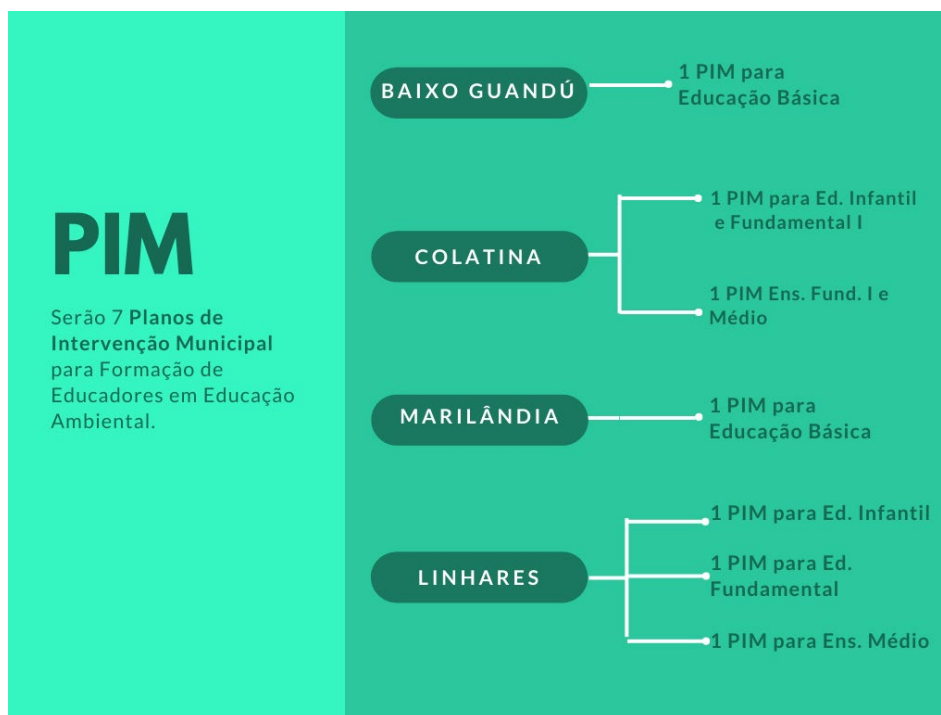 PIM
Serão 7 Planos de
Intervenção Municipal
para Formação de
Educadores em Educação
Ambiental.
BAIXO GUANDÚ
1 PIM para
Educação Básica
COLATINA
1 PIM para Ed. Infantil
e Fundamental I
1 PIM Ens. Fund. I e
Médio
MARILÂNDIA
1 PIM para
Educação Básica
LINHARES
1 PIM para Ed. Infantil
1 PIM para Ed.
Fundamental
1 PIM para Ens. Médio